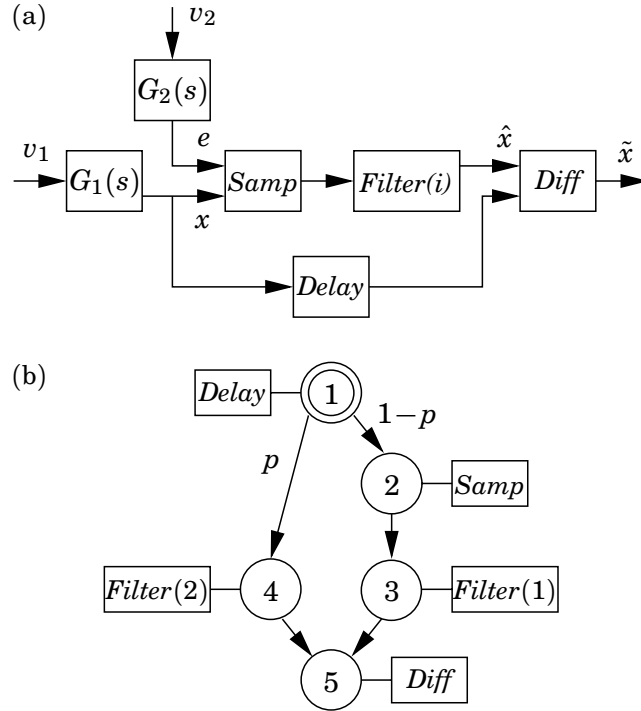 (a)
v₂
G₂(s)
v₁
e
x̂
x̃
G₁(s)
Samp
Filter(i)
Diff
x
Delay
(b)
Delay
1
1−p
p
2
Samp
Filter(2)
4
3
Filter(1)
5
Diff